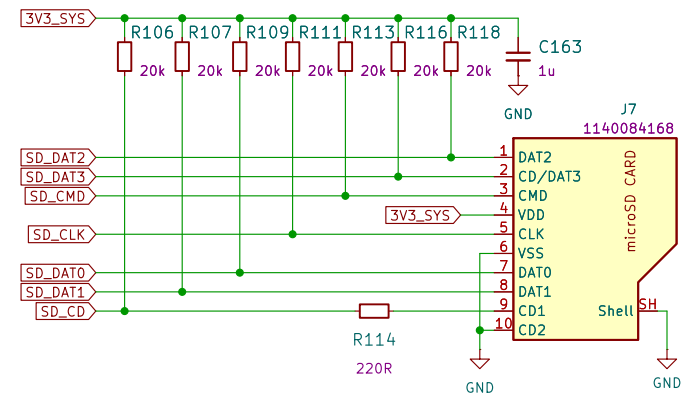 3V3_SYS
R106 R107 R109 R111 R113 R116 R118
20k 20k 20k 20k 20k 20k 20k
C163
1u
GND
J7
1140084168
SD_DAT2 1 DAT2
SD_DAT3 2 CD/DAT3
SD_CMD 3 CMD
3V3_SYS 4 VDD
SD_CLK 5 CLK
6 VSS
SD_DAT0 7 DAT0
SD_DAT1 8 DAT1
SD_CD 9 CD1
10 CD2
microSD CARD
Shell SH
R114
220R
GND
GND